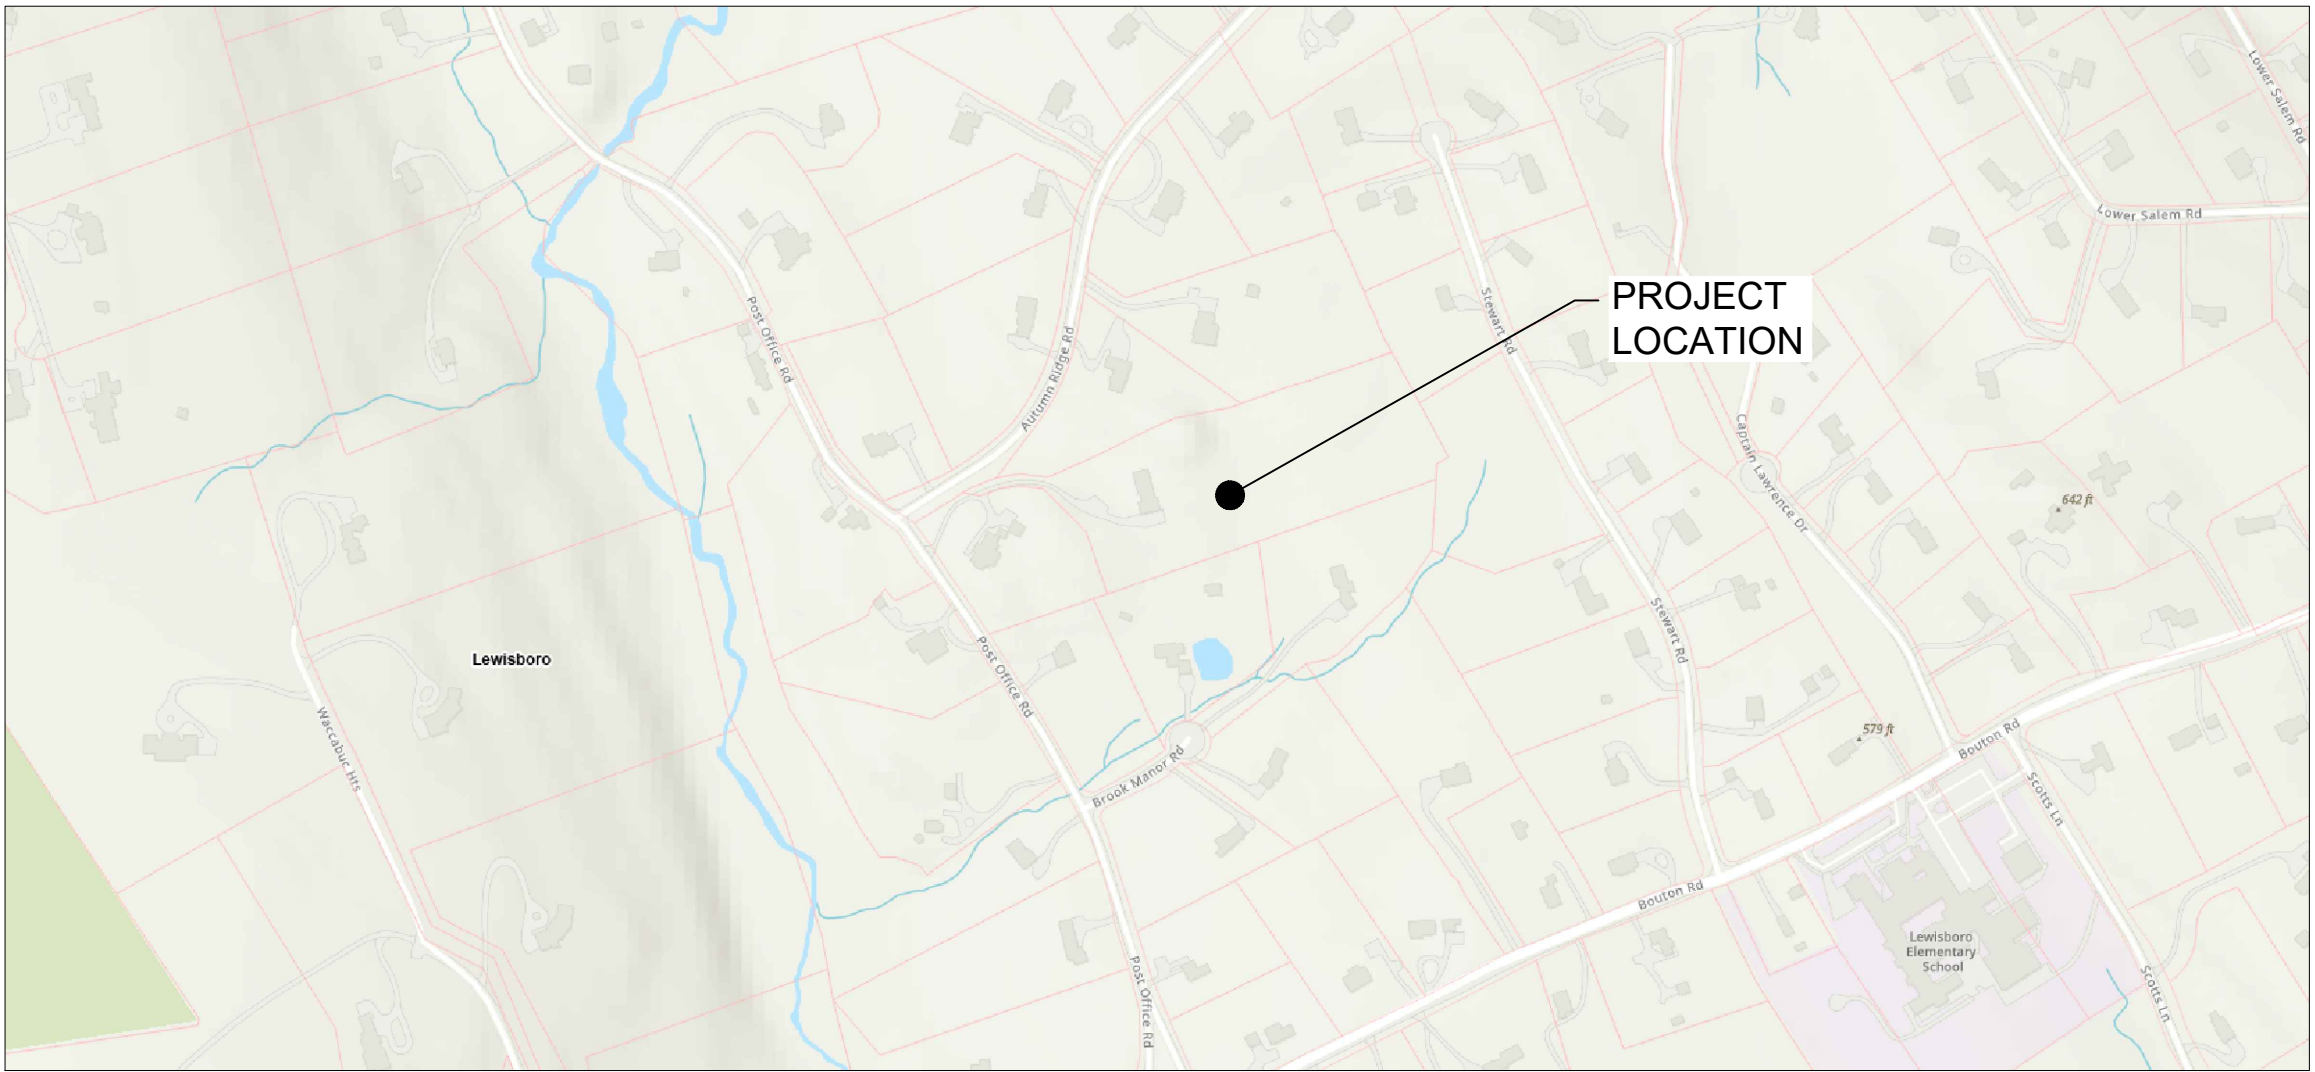 Lower Salem Rd
Lower Salem Rd
PROJECT
LOCATION
Stewart Rd
Post Office Rd
Autumn Ridge Rd
Captain Lawrence Dr
642 ft
Stewart Rd
Post Office Rd
Lewisboro
Waccabuc Hts
579 ft
Bouton Rd
Brook Manor Rd
Scotts Ln
Bouton Rd
Lewisboro
Elementary
School
Post Office Rd
Scotts Ln